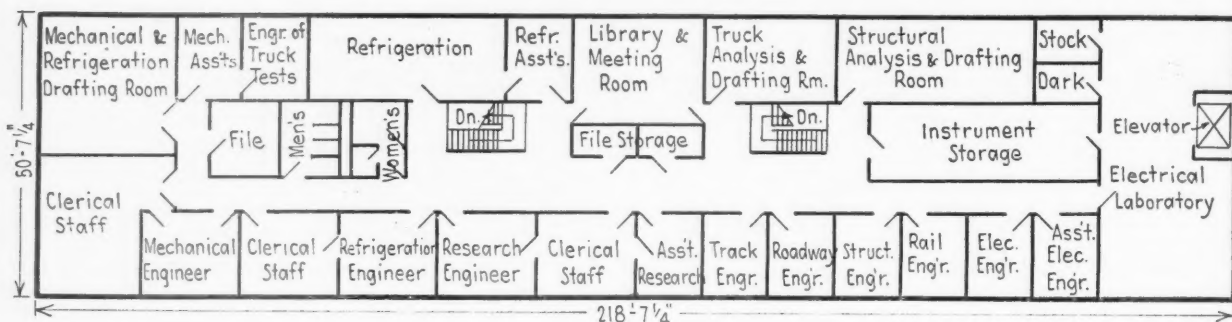 Mechanical &
Refrigeration
Drafting Room
Mech.
Ass'ts.
Engr. of
Truck
Tests
Refrigeration
Refr.
Ass'ts.
Library &
Meeting
Room
Truck
Analysis &
Drafting Rm.
Structural
Analysis & Drafting
Room
Stock
Dark
File
Men's
Women's
Dn.
File Storage
Dn.
Instrument
Storage
Elevator
Electrical
Laboratory
50'-7¼"
Clerical
Staff
Mechanical
Engineer
Clerical
Staff
Refrigeration
Engineer
Research
Engineer
Clerical
Staff
Ass't.
Research
Track
Engr.
Roadway
Eng'r.
Struct.
Eng'r.
Rail
Eng'r.
Elec.
Eng'r.
Ass't.
Elec.
Eng'r.
218'-7¼"